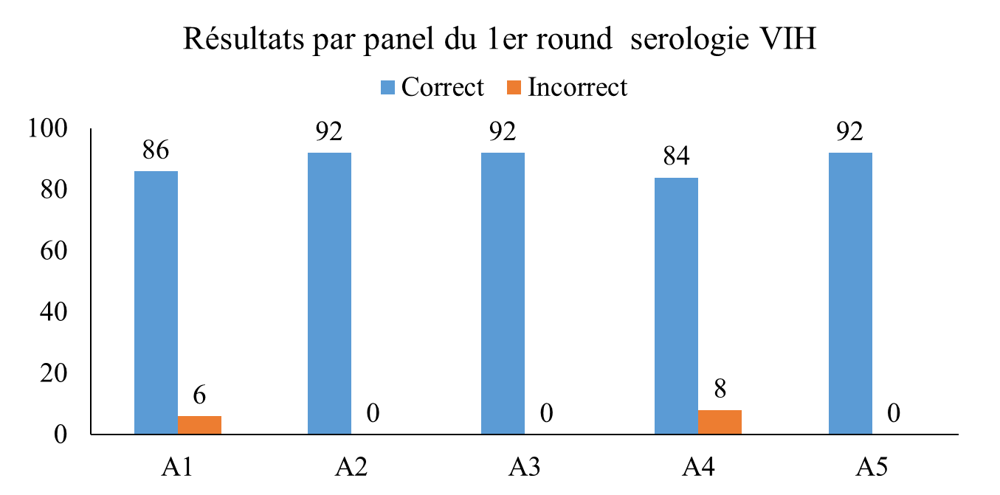 Résultats par panel du 1er round  serologie VIH
Correct Incorrect
100
80
60
40
20
0
86 6 92 0 92 0 84 8 92 0
A1 A2 A3 A4 A5